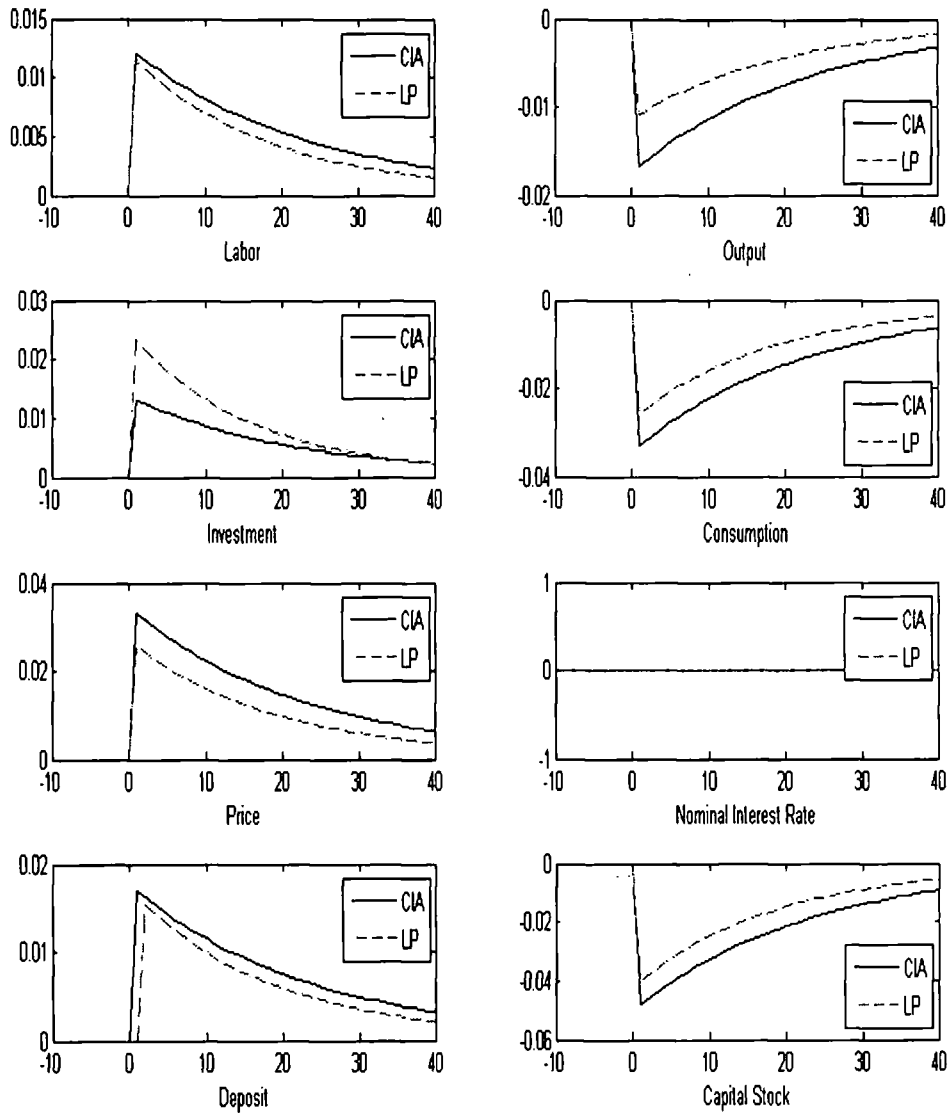 0.015
0.01
0.005
0
-10 0 10 20 30 40
Labor
CIA
LP
0
-0.01
-0.02
-10 0 10 20 30 40
Output
CIA
LP
0.03
0.02
0.01
0
-10 0 10 20 30 40
Investment
CIA
LP
0
-0.02
-0.04
-10 0 10 20 30 40
Consumption
CIA
LP
0.04
0.02
0
-10 0 10 20 30 40
Price
CIA
LP
1
0
-1
-10 0 10 20 30 40
Nominal Interest Rate
CIA
LP
0.02
0.01
0
-10 0 10 20 30 40
Deposit
CIA
LP
0
-0.02
-0.04
-0.06
-10 0 10 20 30 40
Capital Stock
CIA
LP